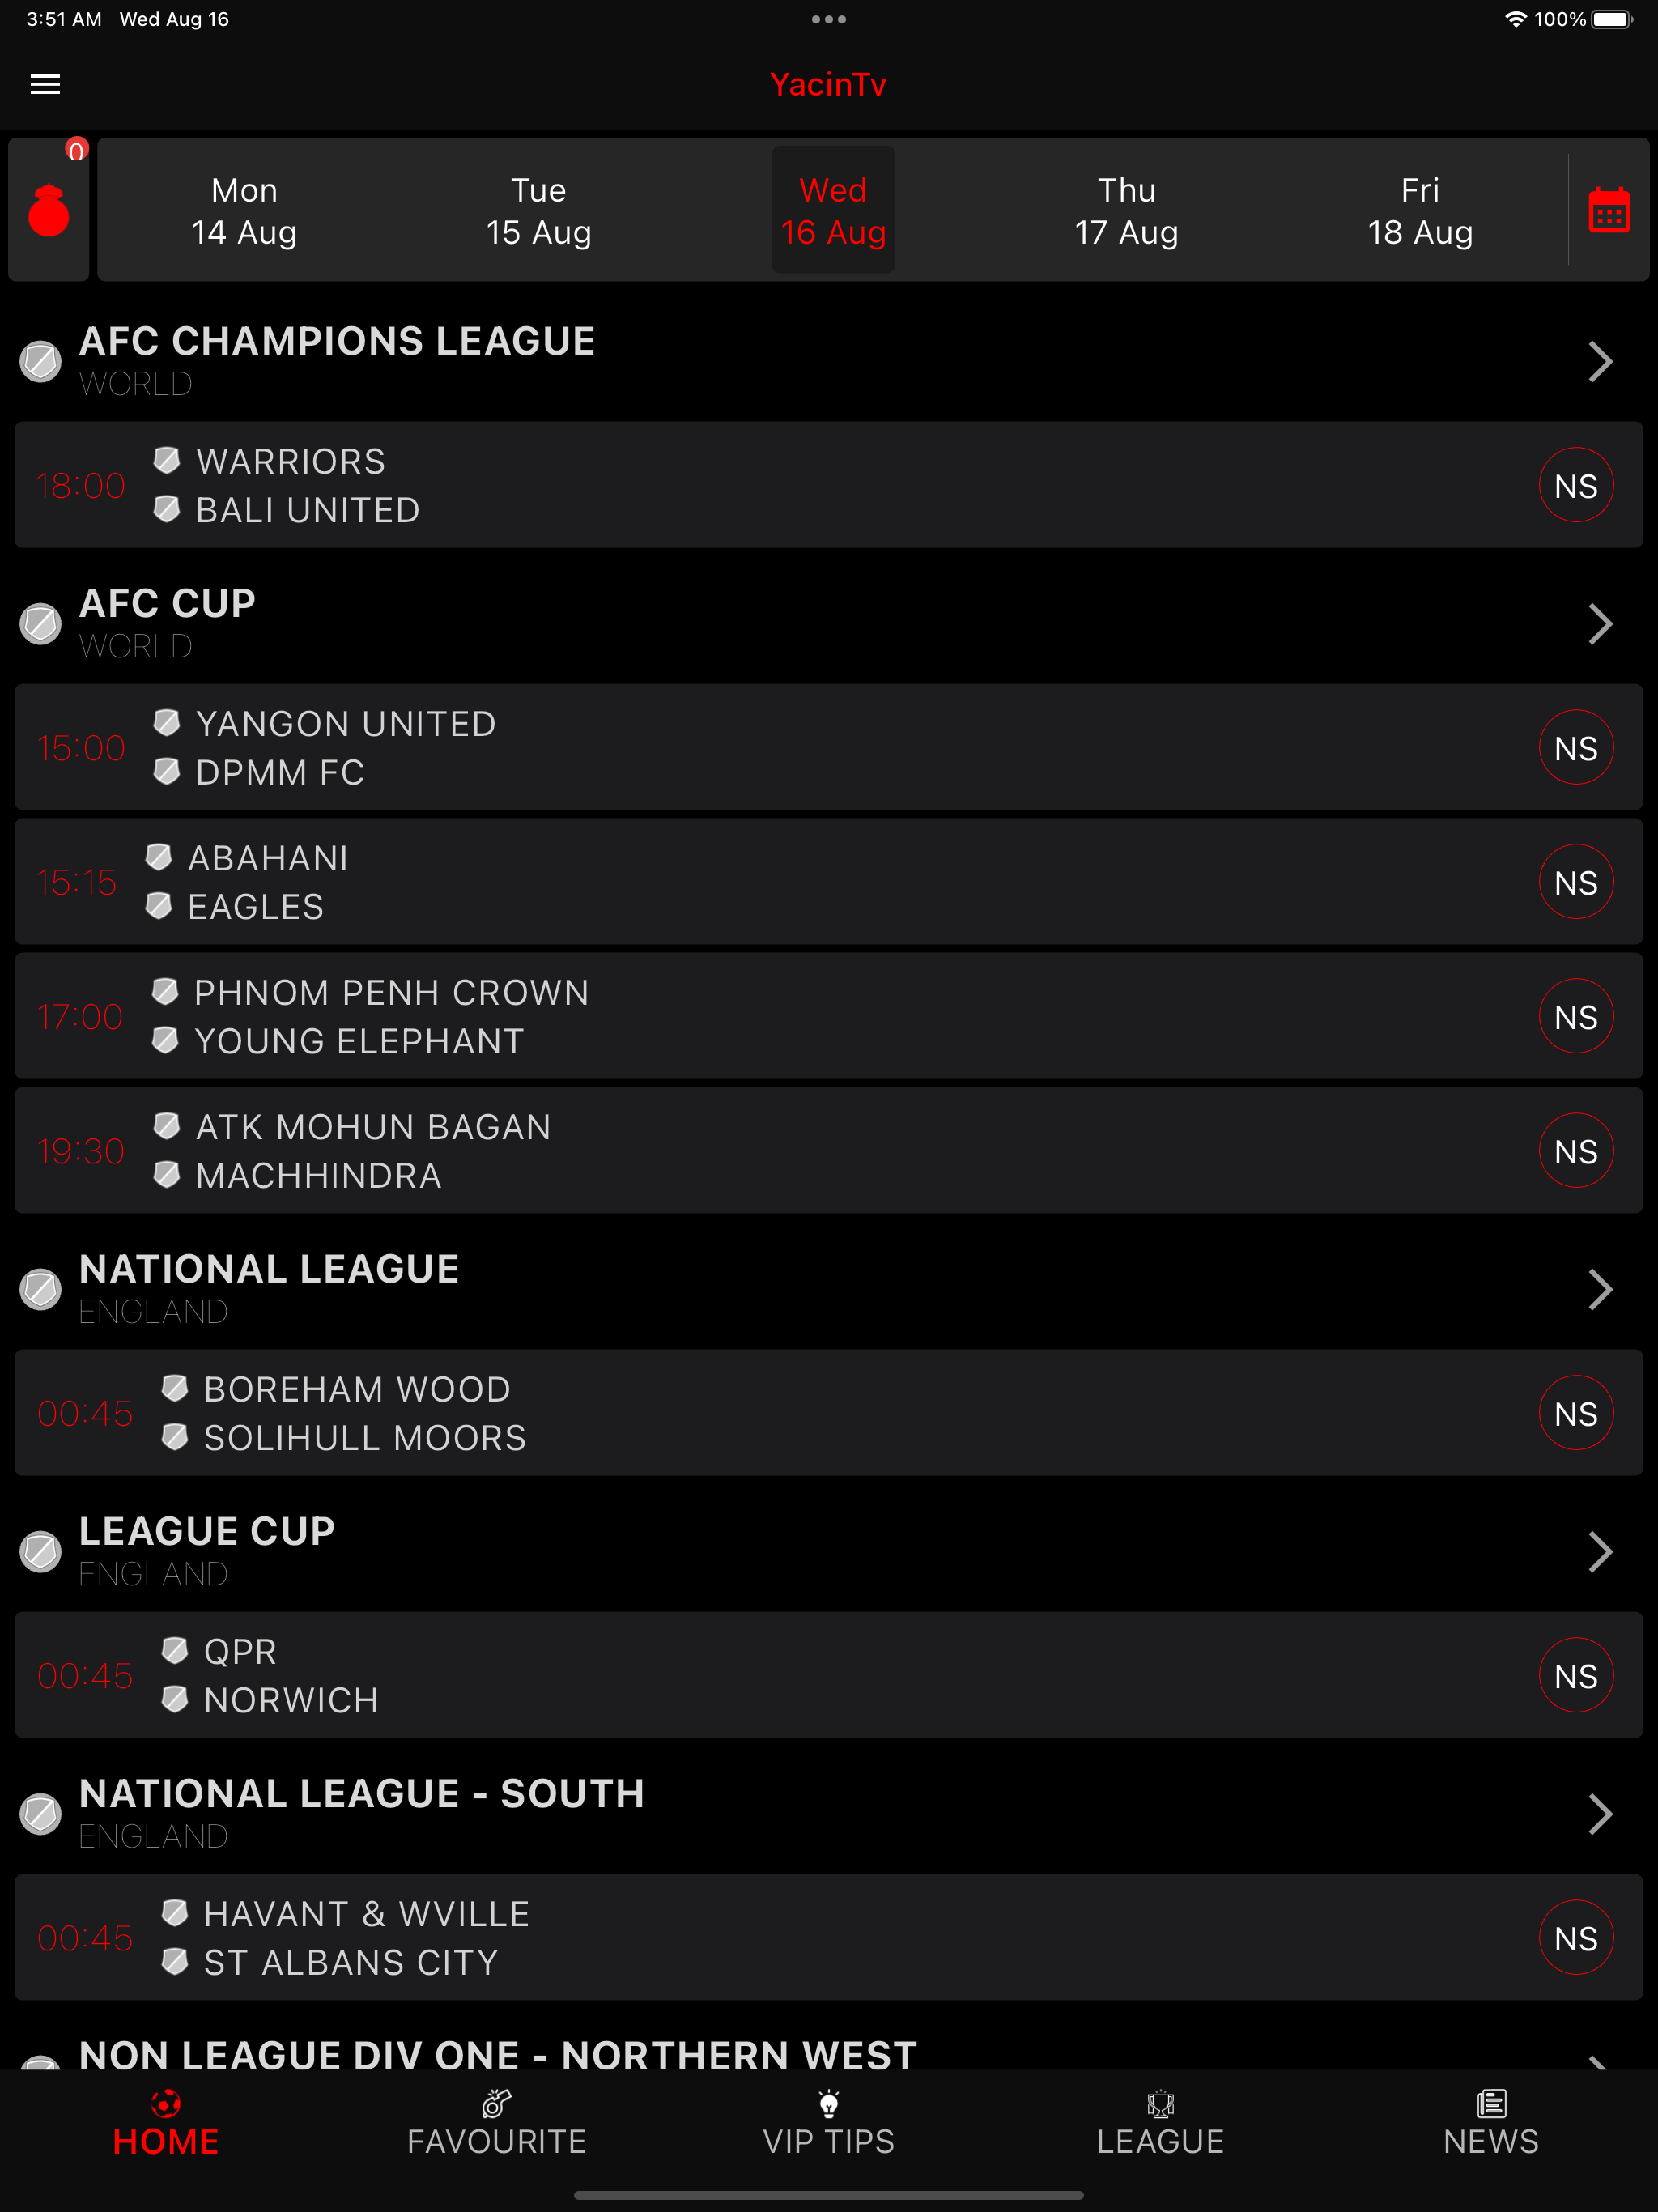 3:51 AM Wed Aug 16
100%
YacinTv
0
Mon
14 Aug
Tue
15 Aug
Wed
16 Aug
Thu
17 Aug
Fri
18 Aug
AFC CHAMPIONS LEAGUE
WORLD
18:00
WARRIORS
BALI UNITED
NS
AFC CUP
WORLD
15:00
YANGON UNITED
DPMM FC
NS
15:15
ABAHANI
EAGLES
NS
17:00
PHNOM PENH CROWN
YOUNG ELEPHANT
NS
19:30
ATK MOHUN BAGAN
MACHHINDRA
NS
NATIONAL LEAGUE
ENGLAND
00:45
BOREHAM WOOD
SOLIHULL MOORS
NS
LEAGUE CUP
ENGLAND
00:45
QPR
NORWICH
NS
NATIONAL LEAGUE - SOUTH
ENGLAND
00:45
HAVANT & WVILLE
ST ALBANS CITY
NS
NON LEAGUE DIV ONE - NORTHERN WEST
HOME
FAVOURITE
VIP TIPS
LEAGUE
NEWS